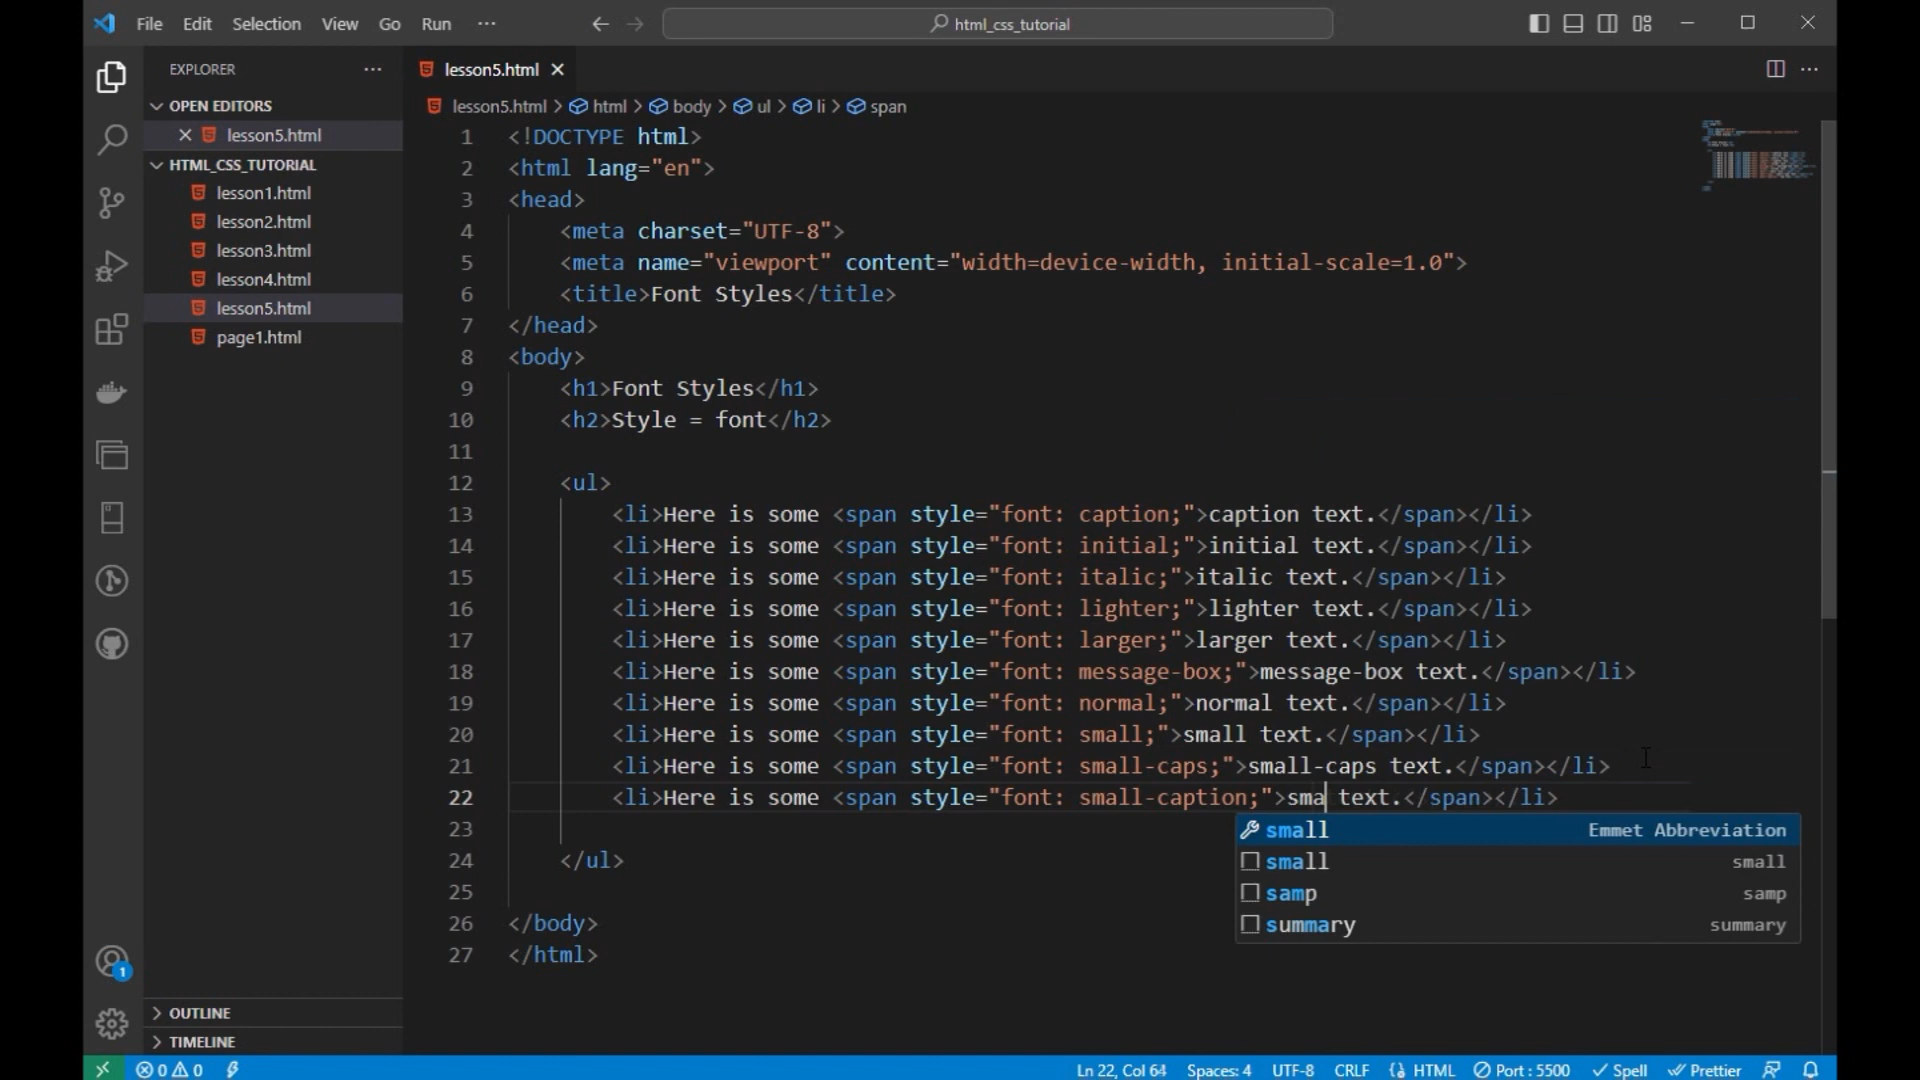 File Edit Selection View Go Run ··· html_css_tutorial
EXPLORER ···
OPEN EDITORS
lesson5.html
HTML_CSS_TUTORIAL
lesson1.html
lesson2.html
lesson3.html
lesson4.html
lesson5.html
page1.html
OUTLINE
TIMELINE
1
lesson5.html
lesson5.html > html > body > ul > li > span
1 <!DOCTYPE html>
2 <html lang="en">
3 <head>
4 <meta charset="UTF-8">
5 <meta name="viewport" content="width=device-width, initial-scale=1.0">
6 <title>Font Styles</title>
7 </head>
8 <body>
9 <h1>Font Styles</h1>
10 <h2>Style = font</h2>
11
12 <ul>
13 <li>Here is some <span style="font: caption;">caption text.</span></li>
14 <li>Here is some <span style="font: initial;">initial text.</span></li>
15 <li>Here is some <span style="font: italic;">italic text.</span></li>
16 <li>Here is some <span style="font: lighter;">lighter text.</span></li>
17 <li>Here is some <span style="font: larger;">larger text.</span></li>
18 <li>Here is some <span style="font: message-box;">message-box text.</span></li>
19 <li>Here is some <span style="font: normal;">normal text.</span></li>
20 <li>Here is some <span style="font: small;">small text.</span></li>
21 <li>Here is some <span style="font: small-caps;">small-caps text.</span></li>
22 <li>Here is some <span style="font: small-caption;">sma text.</span></li>
23
24 </ul>
25
26 </body>
27 </html>
small Emmet Abbreviation
small small
samp samp
summary summary
0 0 Ln 22, Col 64 Spaces: 4 UTF-8 CRLF HTML Port : 5500 Spell Prettier